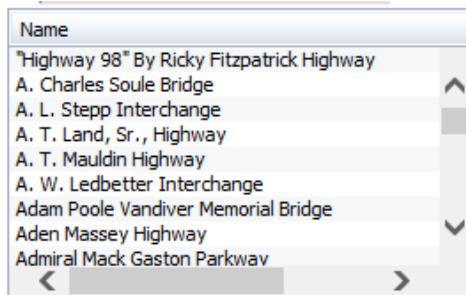 Name
"Highway 98" By Ricky Fitzpatrick Highway
A. Charles Soule Bridge
A. L. Stepp Interchange
A. T. Land, Sr., Highway
A. T. Mauldin Highway
A. W. Ledbetter Interchange
Adam Poole Vandiver Memorial Bridge
Aden Massey Highway
Admiral Mack Gaston Parkway